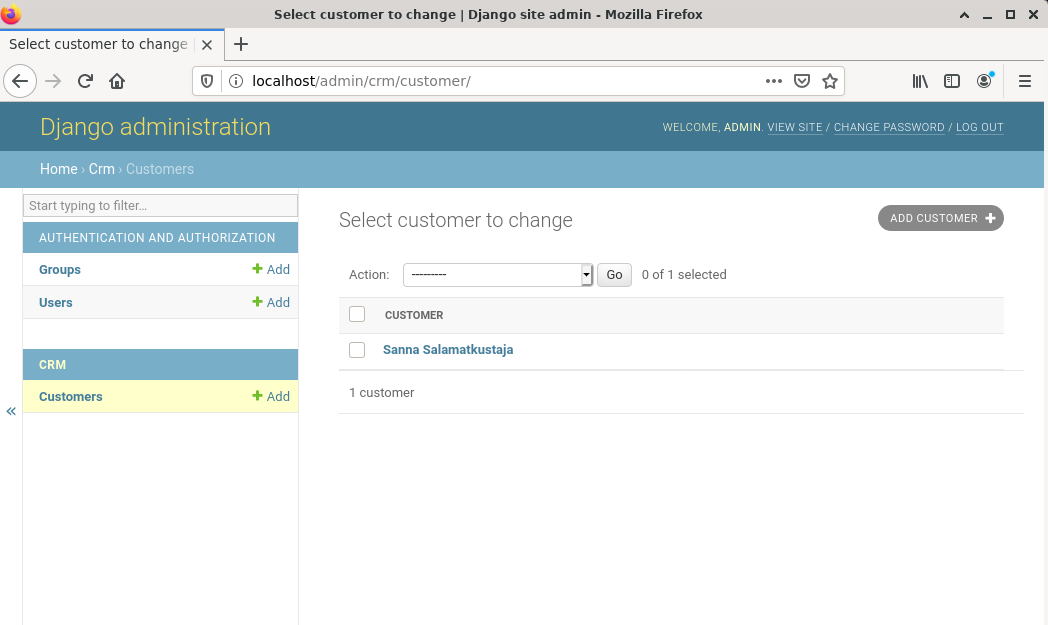 Select customer to change | Django site admin - Mozilla Firefox
Select customer to change
localhost/admin/crm/customer/
Django administration
WELCOME, ADMIN. VIEW SITE / CHANGE PASSWORD / LOG OUT
Home › Crm › Customers
Start typing to filter…
AUTHENTICATION AND AUTHORIZATION
Groups + Add
Users + Add
CRM
Customers + Add
«
Select customer to change
ADD CUSTOMER +
Action: --------- Go 0 of 1 selected
CUSTOMER
Sanna Salamatkustaja
1 customer